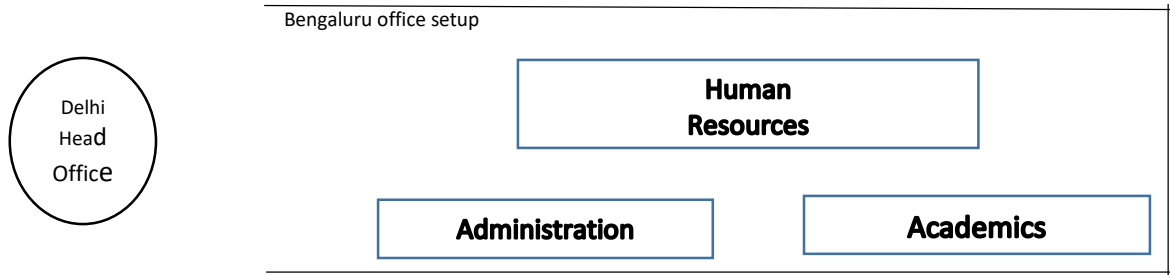 Bengaluru office setup
Delhi
Head
Office
Human
Resources
Administration
Academics